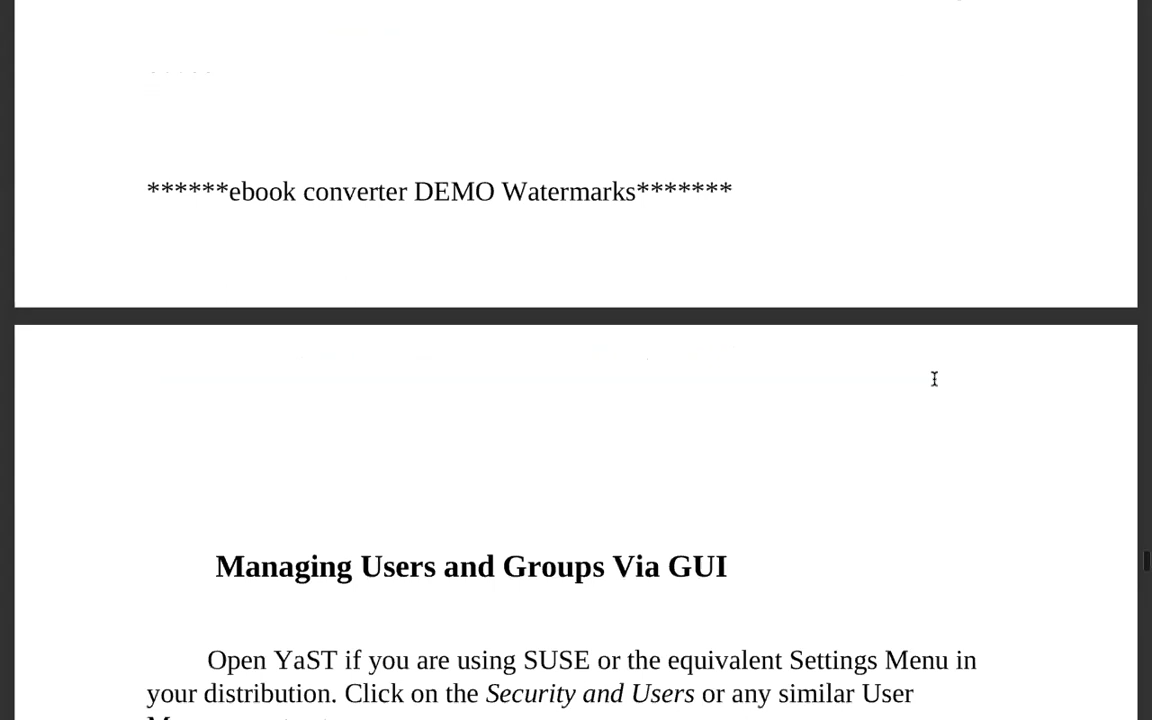 ******ebook converter DEMO Watermarks*******
Managing Users and Groups Via GUI
Open YaST if you are using SUSE or the equivalent Settings Menu in
your distribution. Click on the Security and Users or any similar User